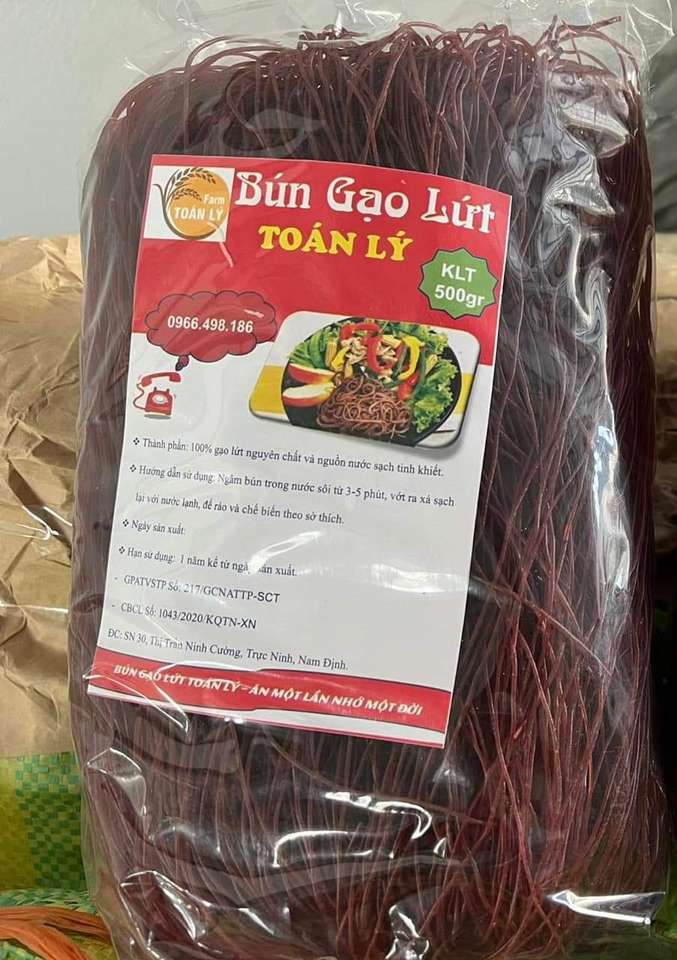 Farm
TOÁN LÝ
Bún Gạo Lứt
TOÁN LÝ
KLT
500gr
0966.498.186
❖ Thành phần: 100% gạo lứt nguyên chất và nguồn nước sạch tinh khiết.
❖ Hướng dẫn sử dụng: Ngâm bún trong nước sôi từ 3-5 phút, vớt ra xả sạch
lại với nước lạnh, để ráo và chế biến theo sở thích.
❖ Ngày sản xuất:
❖ Hạn sử dụng: 1 năm kể từ ngày sản xuất.
- GPATVSTP Số: 217/GCNATTP-SCT
- CBCL Số: 1043/2020/KQTN-XN
ĐC: SN 30, Thị Trấn Ninh Cường, Trực Ninh, Nam Định.
BÚN GẠO LỨT TOÁN LÝ - ĂN MỘT LẦN NHỚ MỘT ĐỜI